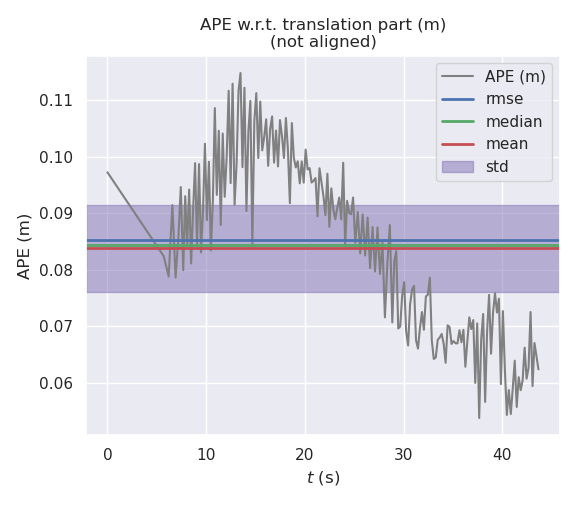 APE w.r.t. translation part (m)
(not aligned)
APE (m)
rmse
median
mean
std
APE (m)
0.11
0.10
0.09
0.08
0.07
0.06
0
10
20
30
40
t (s)